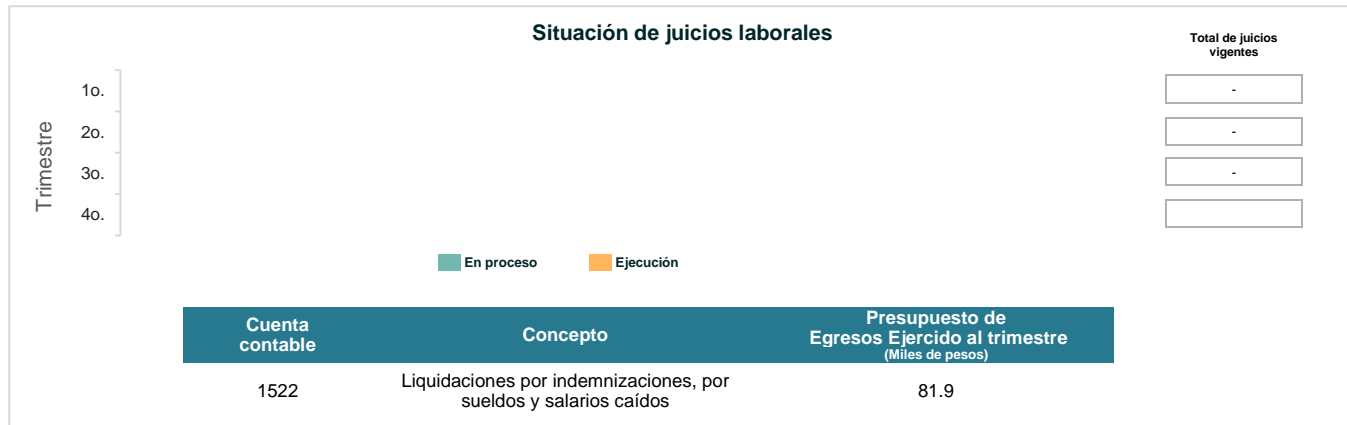 Situación de juicios laborales
Total de juicios
vigentes
Trimestre
1o.
-
2o.
-
3o.
-
4o.
En proceso
Ejecución
Cuenta
contable
Concepto
Presupuesto de
Egresos Ejercido al trimestre
(Miles de pesos)
1522
Liquidaciones por indemnizaciones, por
sueldos y salarios caídos
81.9